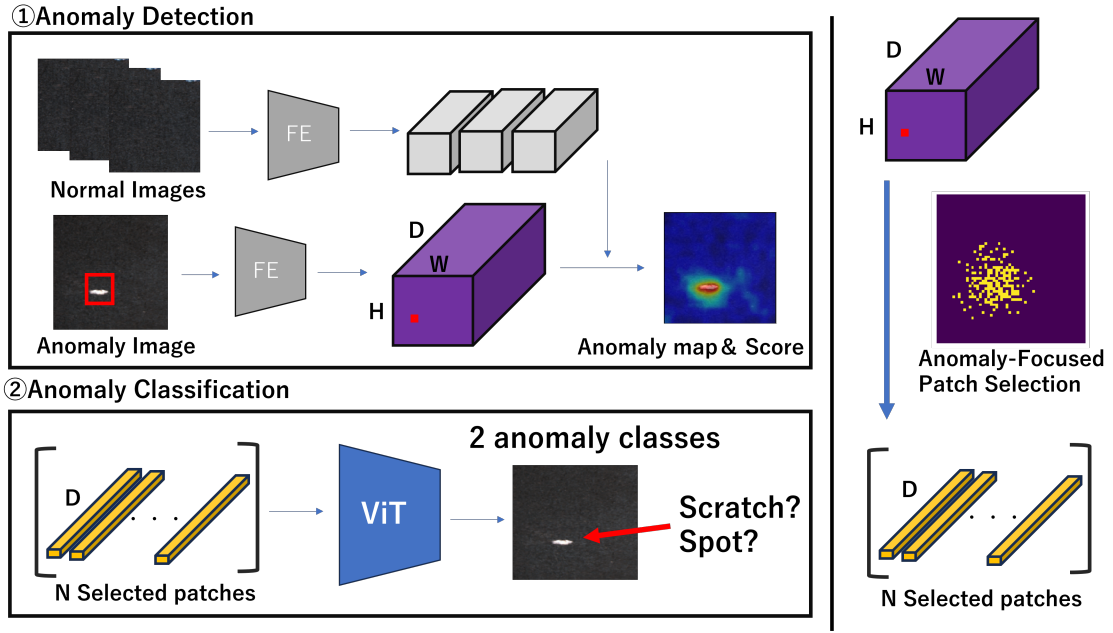 ①Anomaly Detection
FE
Normal Images
FE
D
W
H
Anomaly Image
Anomaly map & Score
②Anomaly Classification
D
. . .
N Selected patches
ViT
2 anomaly classes
Scratch?
Spot?
D
W
H
Anomaly-Focused
Patch Selection
D
. . .
N Selected patches